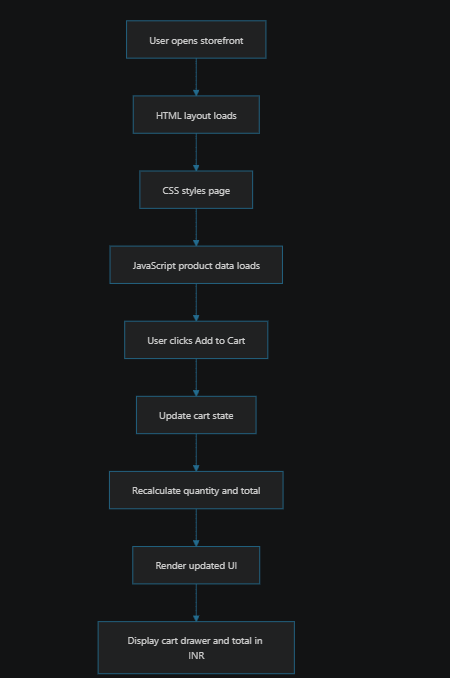 User opens storefront
HTML layout loads
CSS styles page
JavaScript product data loads
User clicks Add to Cart
Update cart state
Recalculate quantity and total
Render updated UI
Display cart drawer and total in
INR